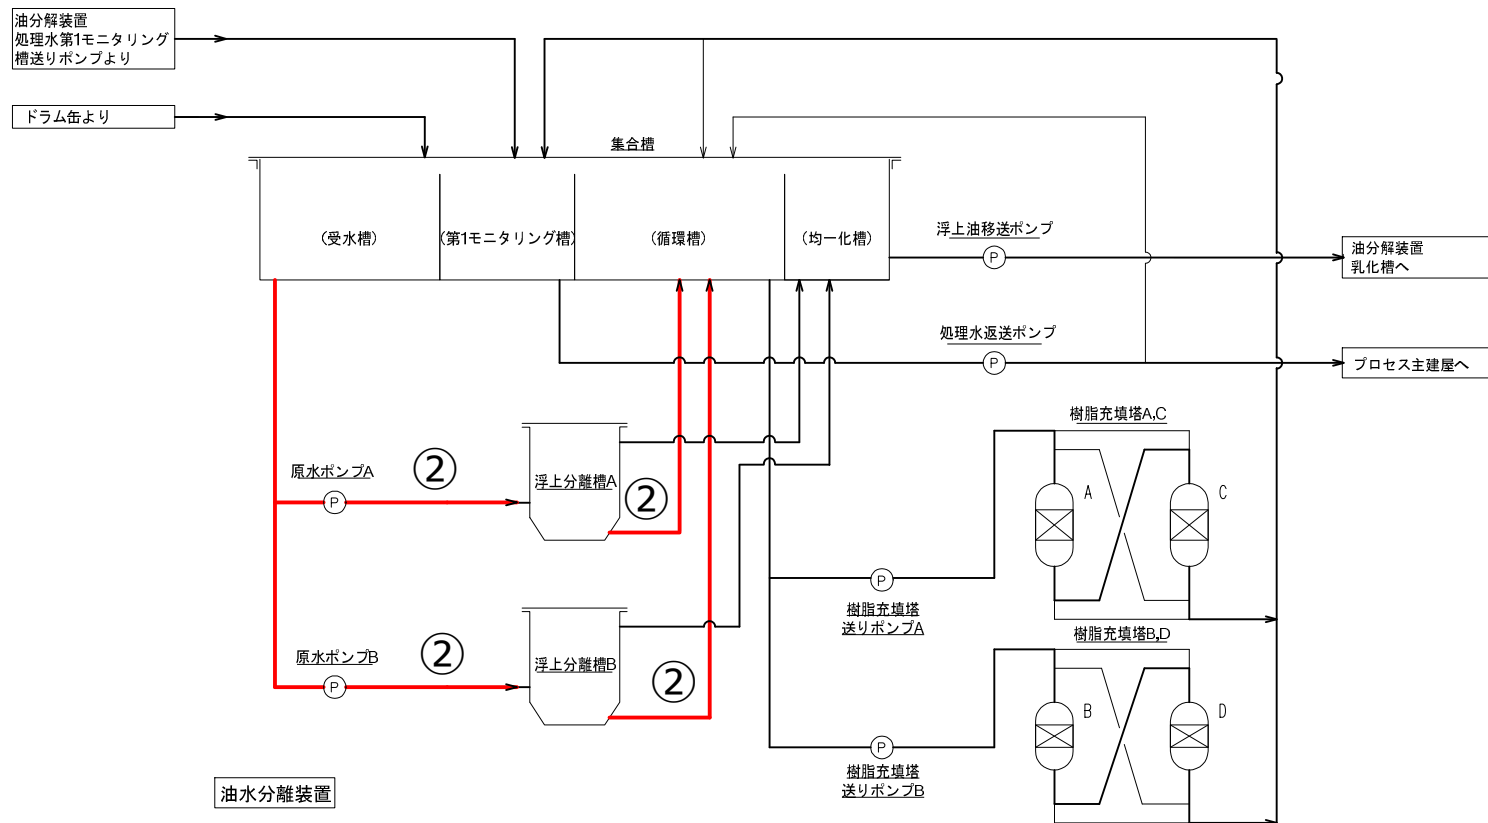 油分解装置
処理水第1モニタリング
槽送りポンプより
ドラム缶より
集合槽
(受水槽)
(第1モニタリング槽)
(循環槽)
(均一化槽)
浮上油移送ポンプ
P
油分解装置
乳化槽へ
処理水返送ポンプ
P
プロセス主建屋へ
原水ポンプA
P
②
浮上分離槽A
②
樹脂充填塔A,C
A
C
P
樹脂充填塔
送りポンプA
原水ポンプB
P
②
浮上分離槽B
②
樹脂充填塔B,D
B
D
P
樹脂充填塔
送りポンプB
油水分離装置